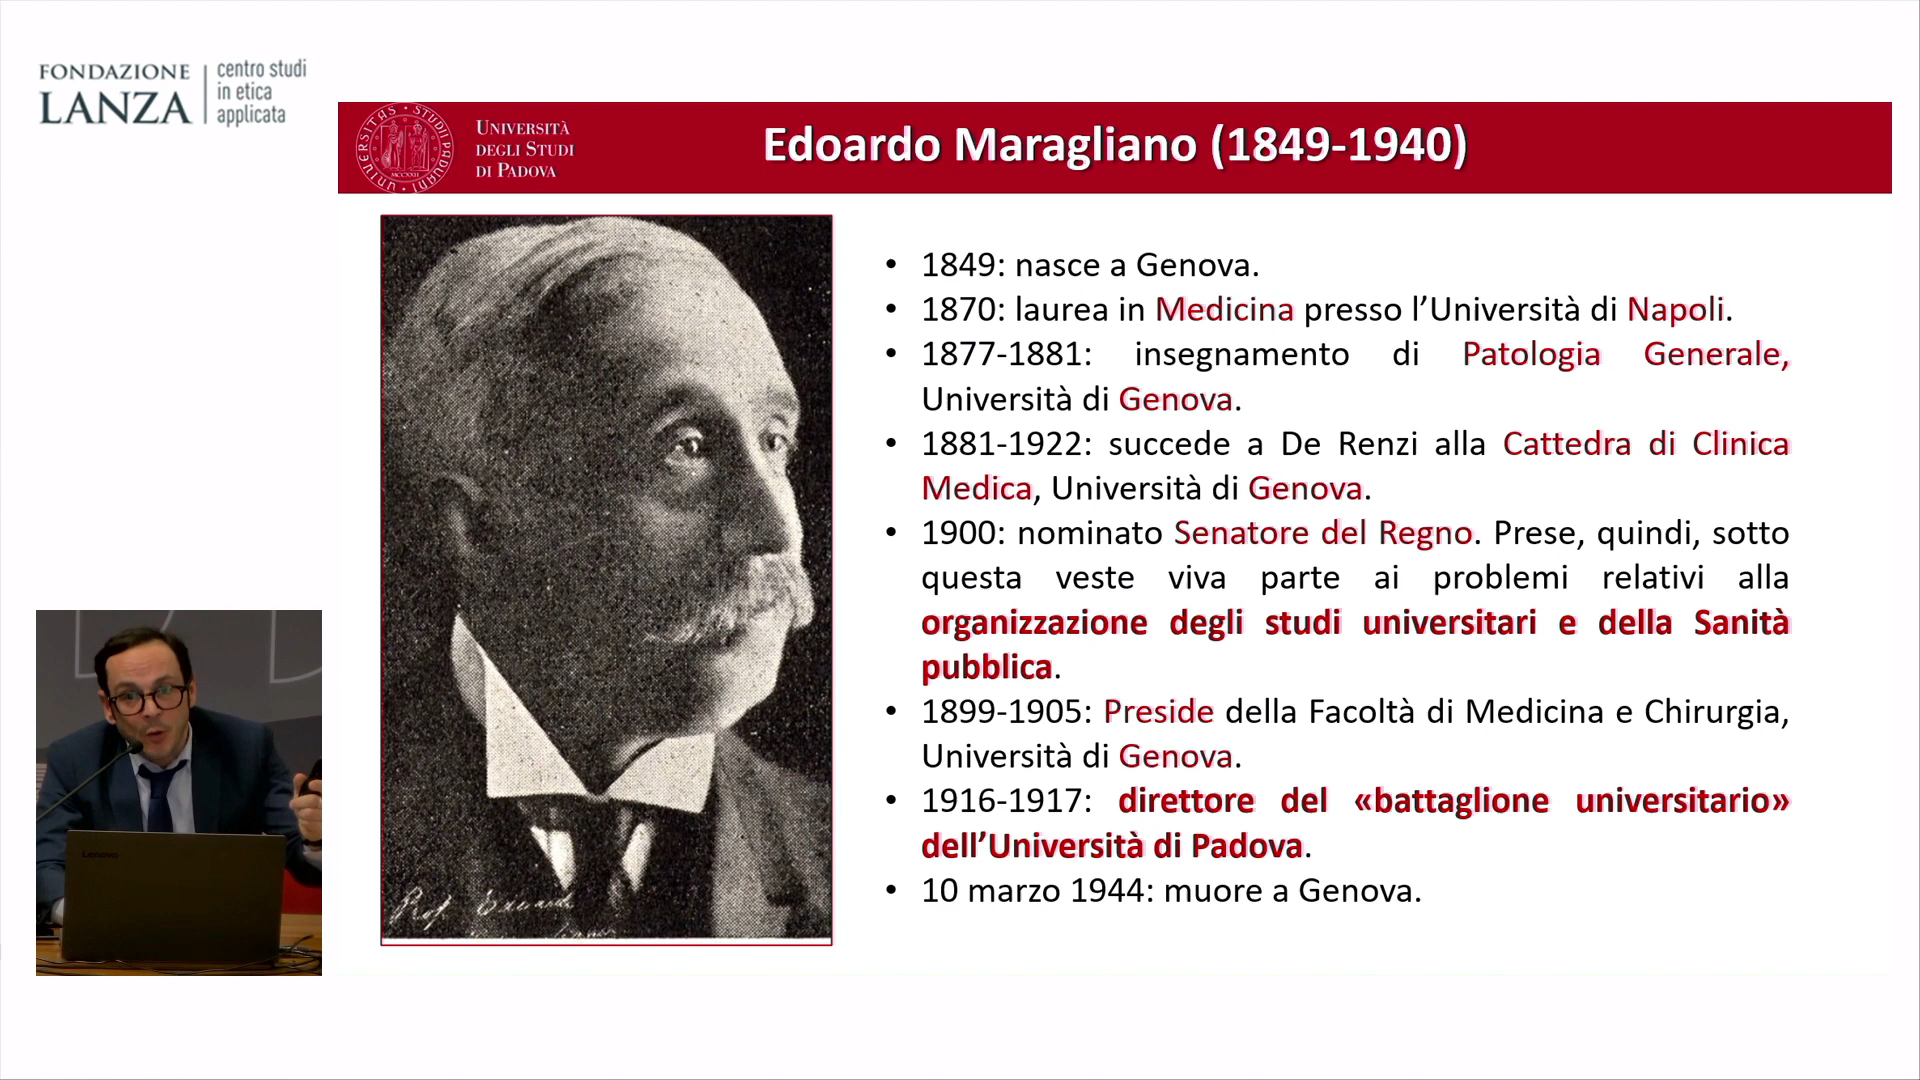 FONDAZIONE
LANZA
centro studi
in etica
applicata
UNIVERSITÀ
DEGLI STUDI
DI PADOVA
Edoardo Maragliano (1849-1940)
• 1849: nasce a Genova.
• 1870: laurea in Medicina presso l’Università di Napoli.
• 1877-1881: insegnamento di Patologia Generale,
Università di Genova.
• 1881-1922: succede a De Renzi alla Cattedra di Clinica
Medica, Università di Genova.
• 1900: nominato Senatore del Regno. Prese, quindi, sotto
questa veste viva parte ai problemi relativi alla
organizzazione degli studi universitari e della Sanità
pubblica.
• 1899-1905: Preside della Facoltà di Medicina e Chirurgia,
Università di Genova.
• 1916-1917: direttore del «battaglione universitario»
dell’Università di Padova.
• 10 marzo 1944: muore a Genova.
Prof Edoardo
Lenovo